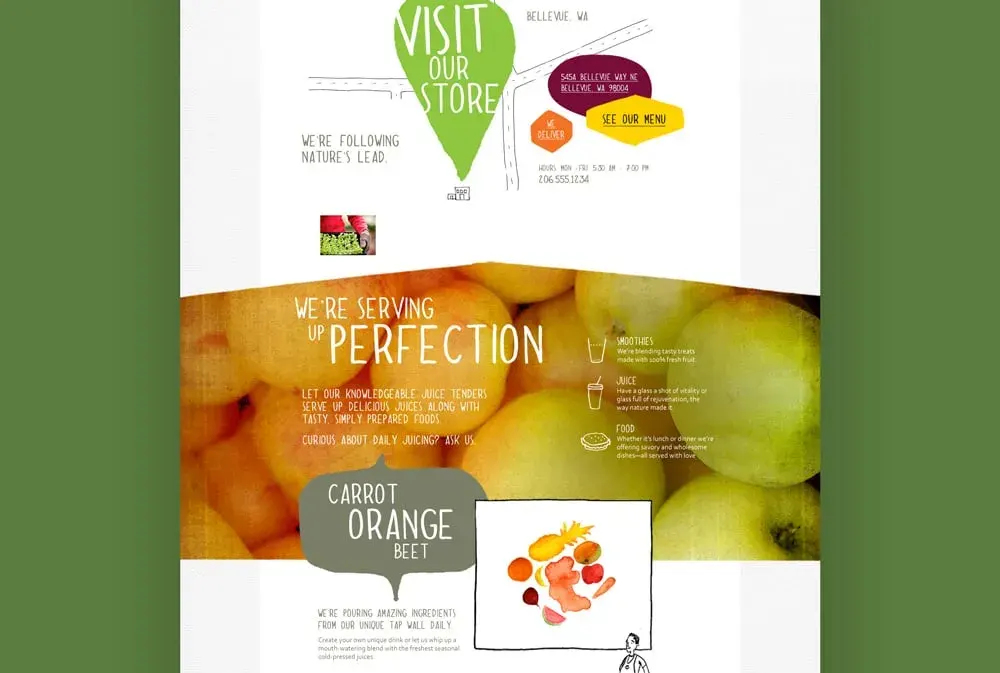 VISIT
OUR
STORE
BELLEVUE, WA
545A BELLEVUE WAY NE
BELLEVUE, WA 98004
WE
DELIVER
SEE OUR MENU
WE'RE FOLLOWING
NATURE'S LEAD.
HOURS MON - FRI 5:30 AM - 7:00 PM
206.555.1234
WE'RE SERVING
UP PERFECTION
LET OUR KNOWLEDGEABLE JUICE TENDERS
SERVE UP DELICIOUS JUICES ALONG WITH
TASTY, SIMPLY PREPARED FOODS.
CURIOUS ABOUT DAILY JUICING? ASK US.
SMOOTHIES
We're blending tasty treats
made with 100% fresh fruit.
JUICE
Have a glass a shot of vitality or
glass full of rejuvenation, the
way nature made it.
FOOD
Whether it's lunch or dinner we're
offering savory and wholesome
dishes—all served with love
CARROT
ORANGE
BEET
WE'RE POURING AMAZING INGREDIENTS
FROM OUR UNIQUE TAP WALL DAILY.
Create your own unique drink or let us whip up a
mouth-watering blend with the freshest seasonal
cold-pressed juices